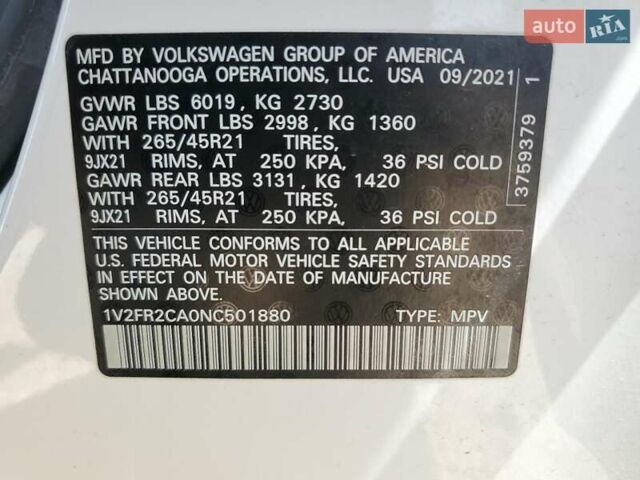 auto RIA
.com
MFD BY VOLKSWAGEN GROUP OF AMERICA
CHATTANOOGA OPERATIONS, LLC. USA 09/2021
GVWR LBS 6019, KG 2730
GAWR FRONT LBS 2998, KG 1360
WITH 265/45R21 TIRES,
9JX21 RIMS, AT 250 KPA, 36 PSI COLD
GAWR REAR LBS 3131, KG 1420
WITH 265/45R21 TIRES,
9JX21 RIMS, AT 250 KPA, 36 PSI COLD
THIS VEHICLE CONFORMS TO ALL APPLICABLE
U.S. FEDERAL MOTOR VEHICLE SAFETY STANDARDS
IN EFFECT ON THE DATE OF MANUFACTURE
SHOWN ABOVE
1V2FR2CA0NC501880 TYPE: MPV
3759379 1